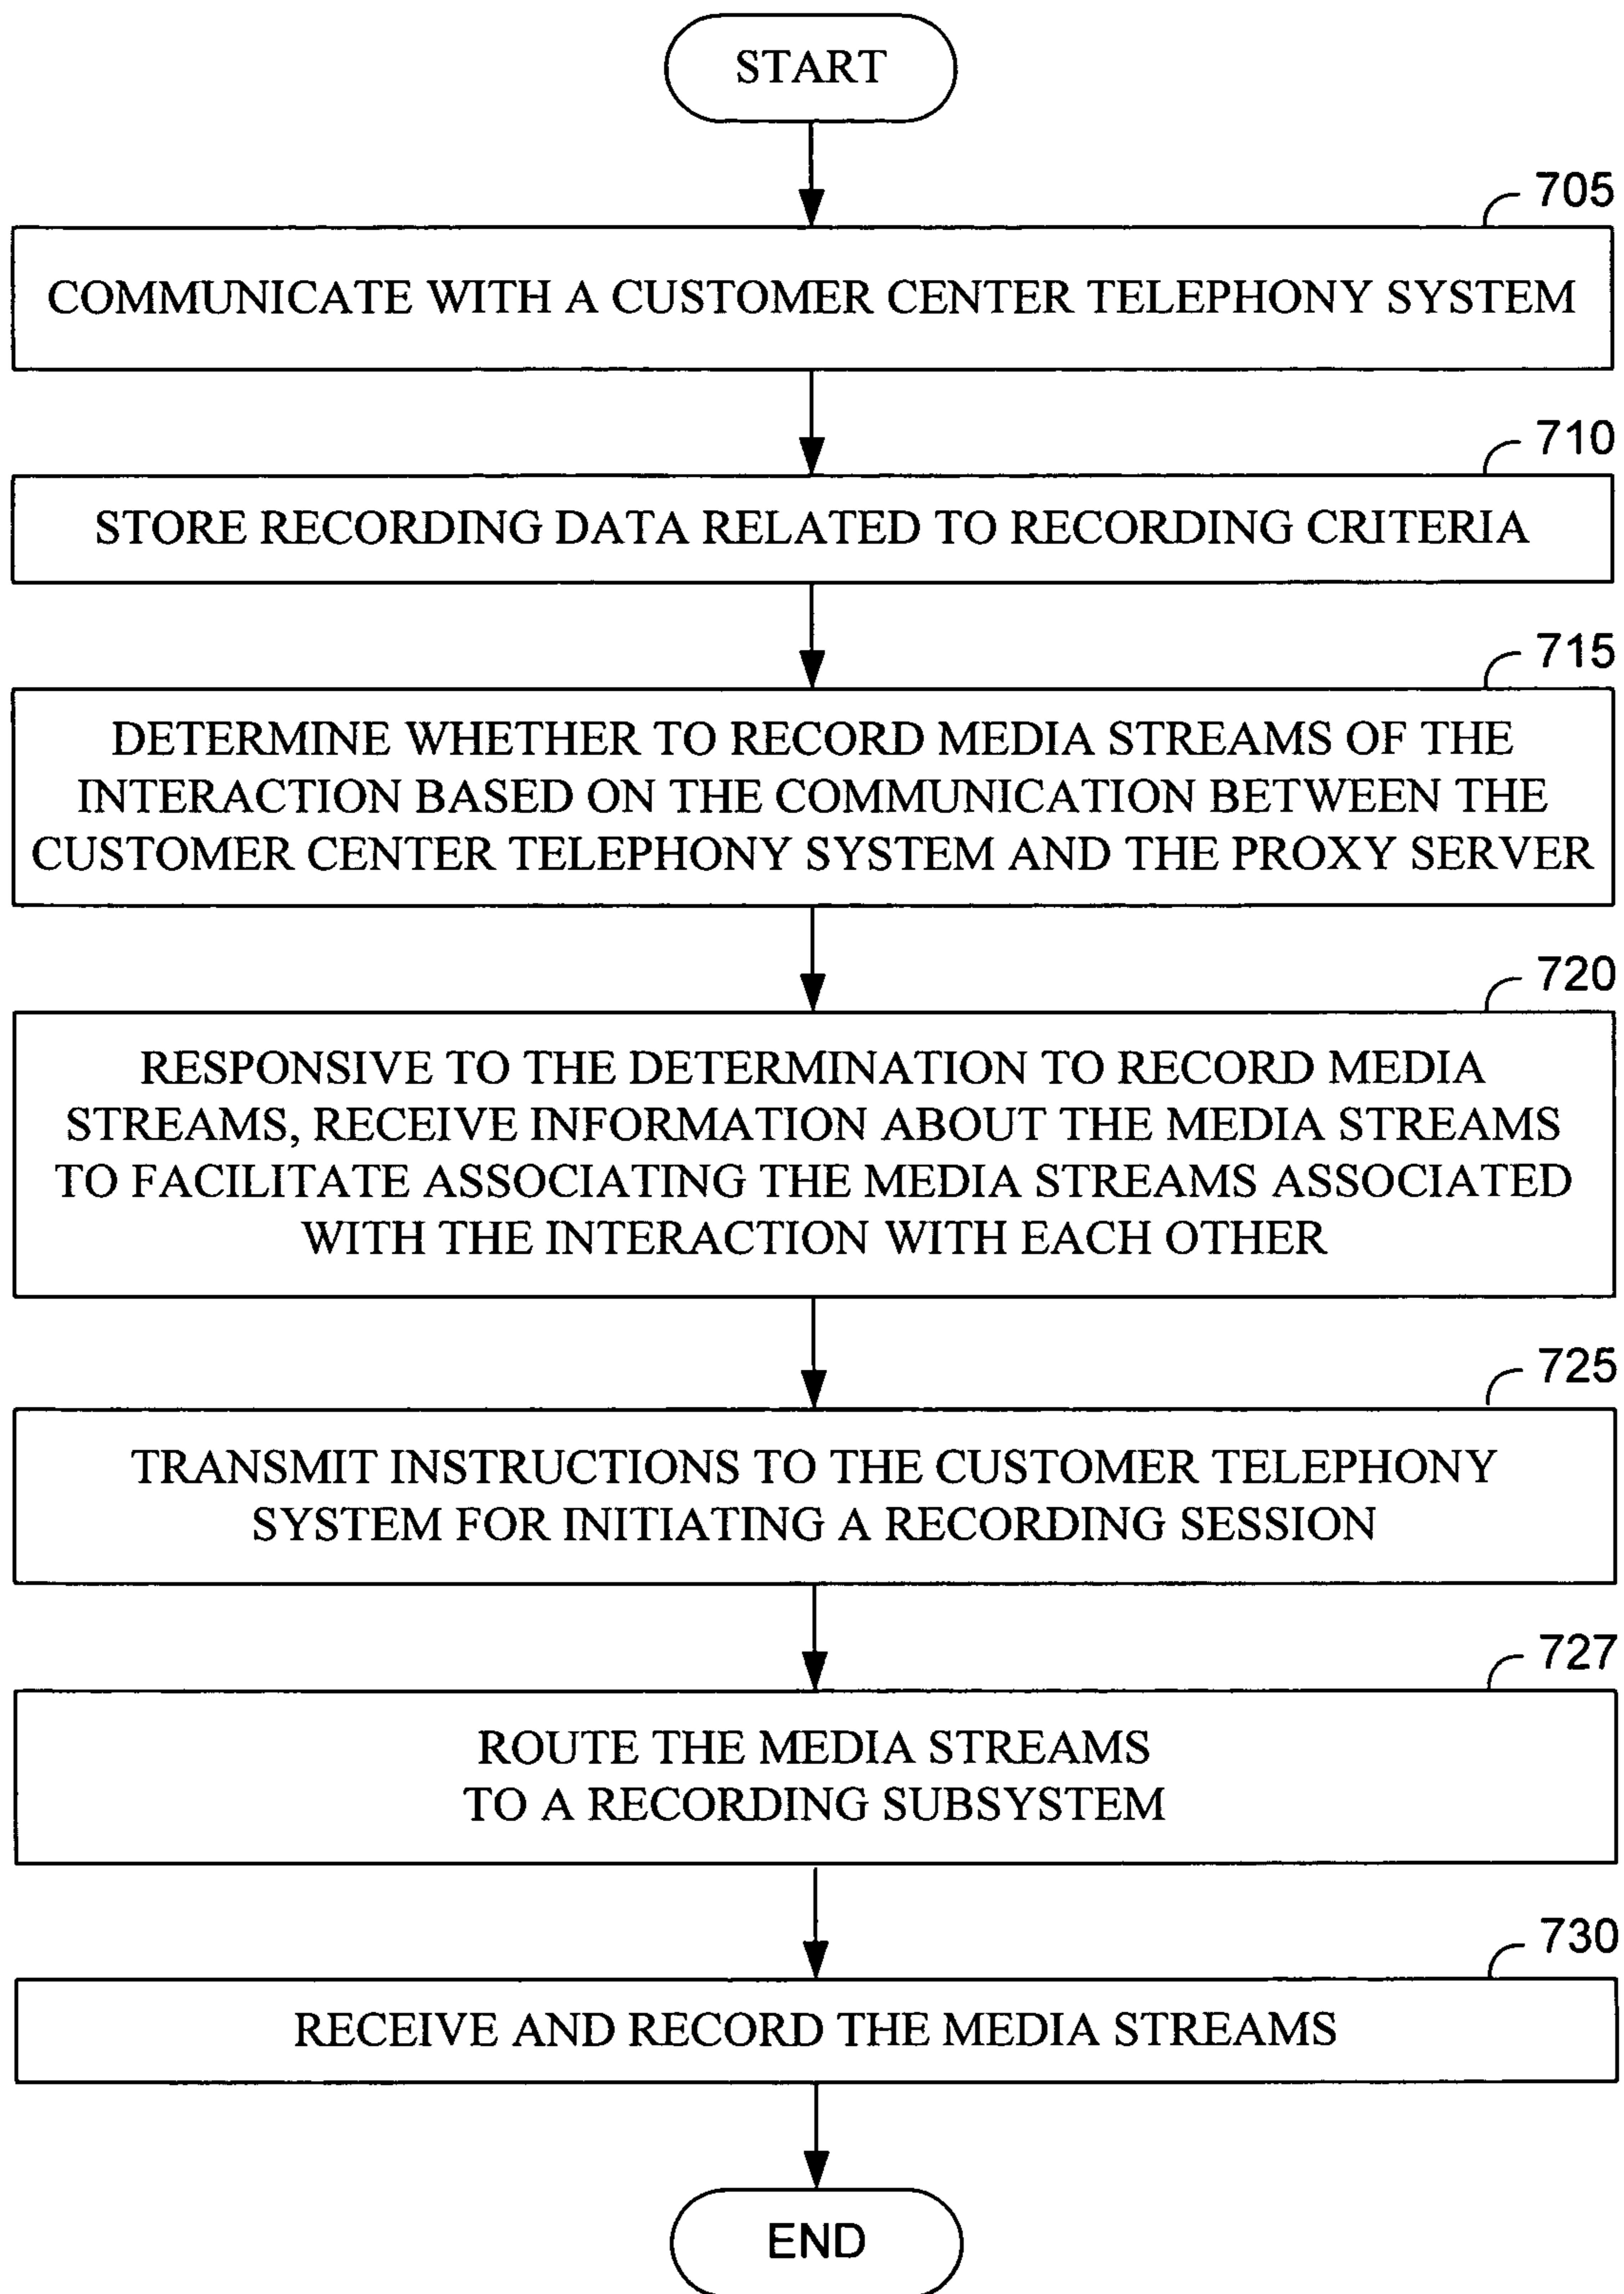 START
705
COMMUNICATE WITH A CUSTOMER CENTER TELEPHONY SYSTEM
710
STORE RECORDING DATA RELATED TO RECORDING CRITERIA
715
DETERMINE WHETHER TO RECORD MEDIA STREAMS OF THE
INTERACTION BASED ON THE COMMUNICATION BETWEEN THE
CUSTOMER CENTER TELEPHONY SYSTEM AND THE PROXY SERVER
720
RESPONSIVE TO THE DETERMINATION TO RECORD MEDIA
STREAMS, RECEIVE INFORMATION ABOUT THE MEDIA STREAMS
TO FACILITATE ASSOCIATING THE MEDIA STREAMS ASSOCIATED
WITH THE INTERACTION WITH EACH OTHER
725
TRANSMIT INSTRUCTIONS TO THE CUSTOMER TELEPHONY
SYSTEM FOR INITIATING A RECORDING SESSION
727
ROUTE THE MEDIA STREAMS
TO A RECORDING SUBSYSTEM
730
RECEIVE AND RECORD THE MEDIA STREAMS
END